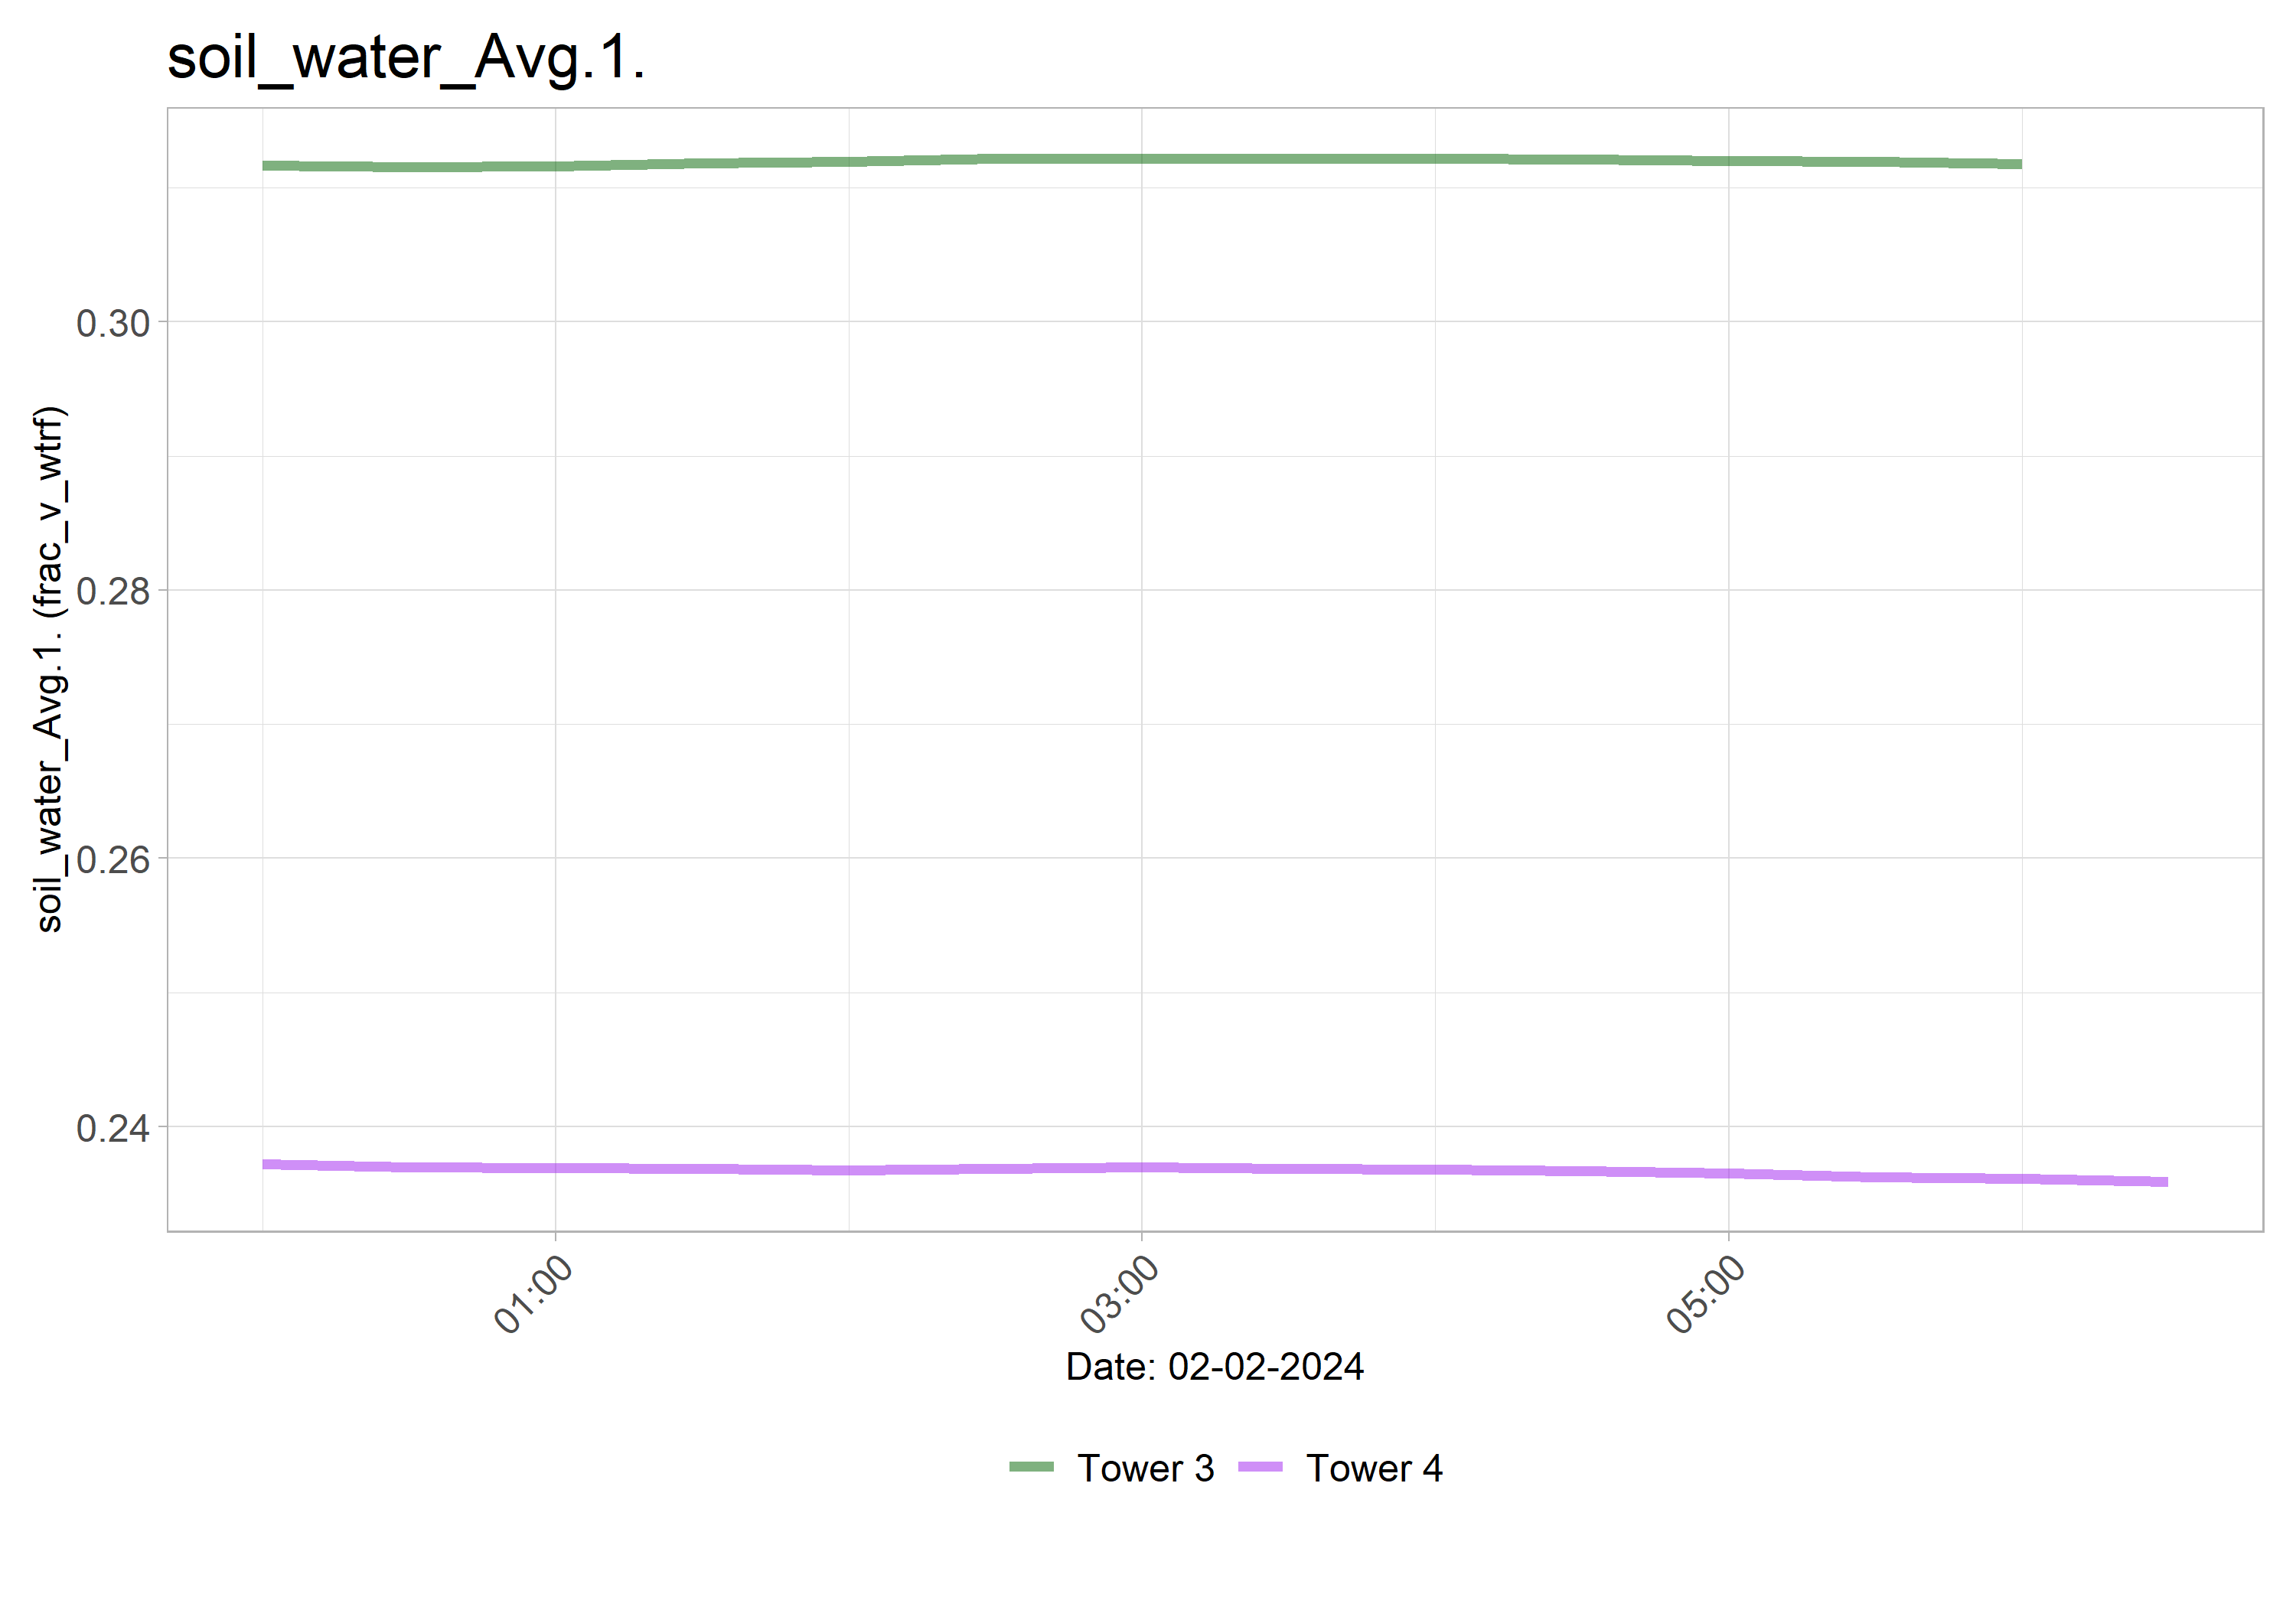 soil_water_Avg.1.
soil_water_Avg.1. (frac_v_wtrf)
0.30
0.28
0.26
0.24
01:00
03:00
05:00
Date: 02-02-2024
Tower 3
Tower 4